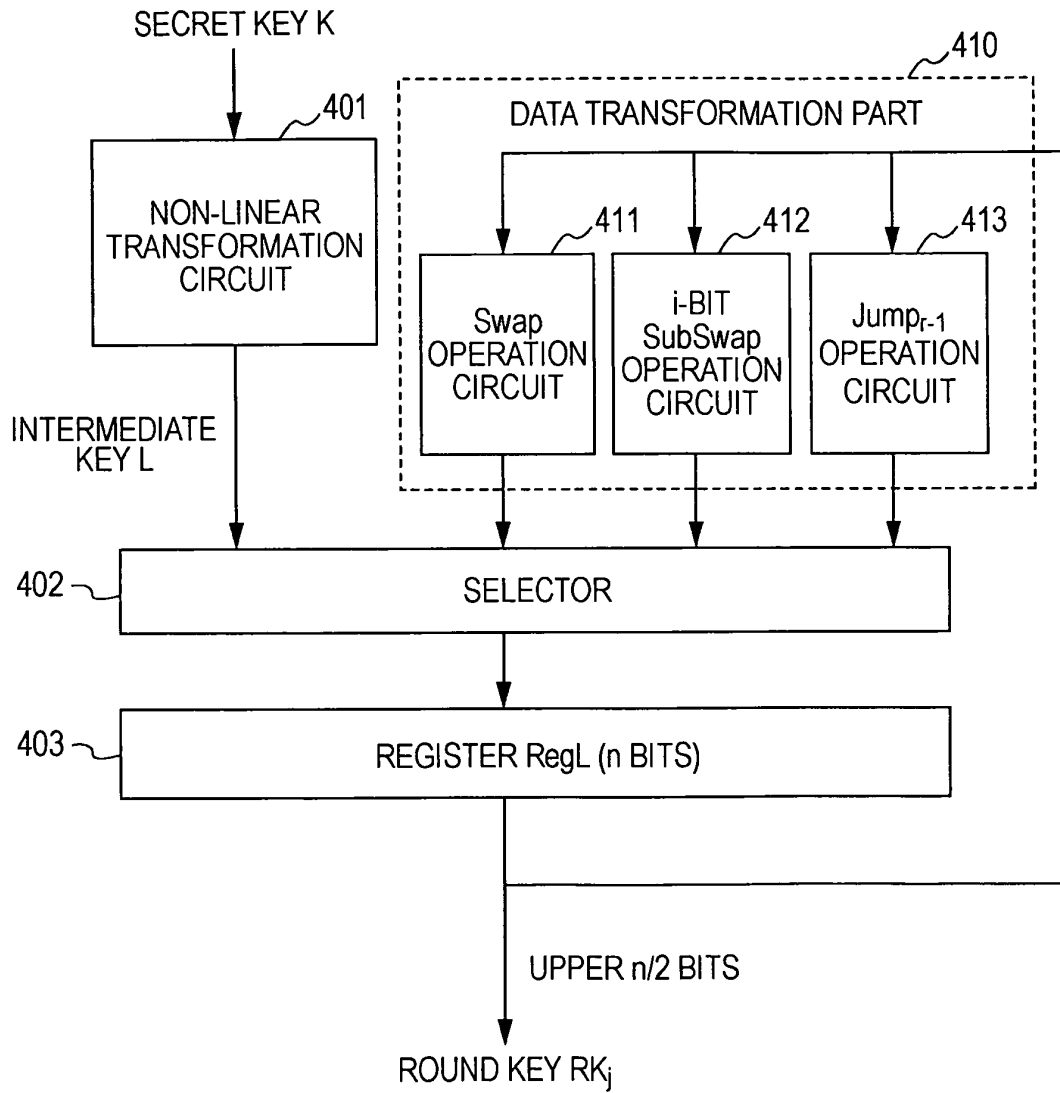 SECRET KEY K
410
401
DATA TRANSFORMATION PART
NON-LINEAR
TRANSFORMATION
CIRCUIT
411
412
413
Swap
OPERATION
CIRCUIT
i-BIT
SubSwap
OPERATION
CIRCUIT
Jumpr-1
OPERATION
CIRCUIT
INTERMEDIATE
KEY L
402
SELECTOR
403
REGISTER RegL (n BITS)
UPPER n/2 BITS
ROUND KEY RKj